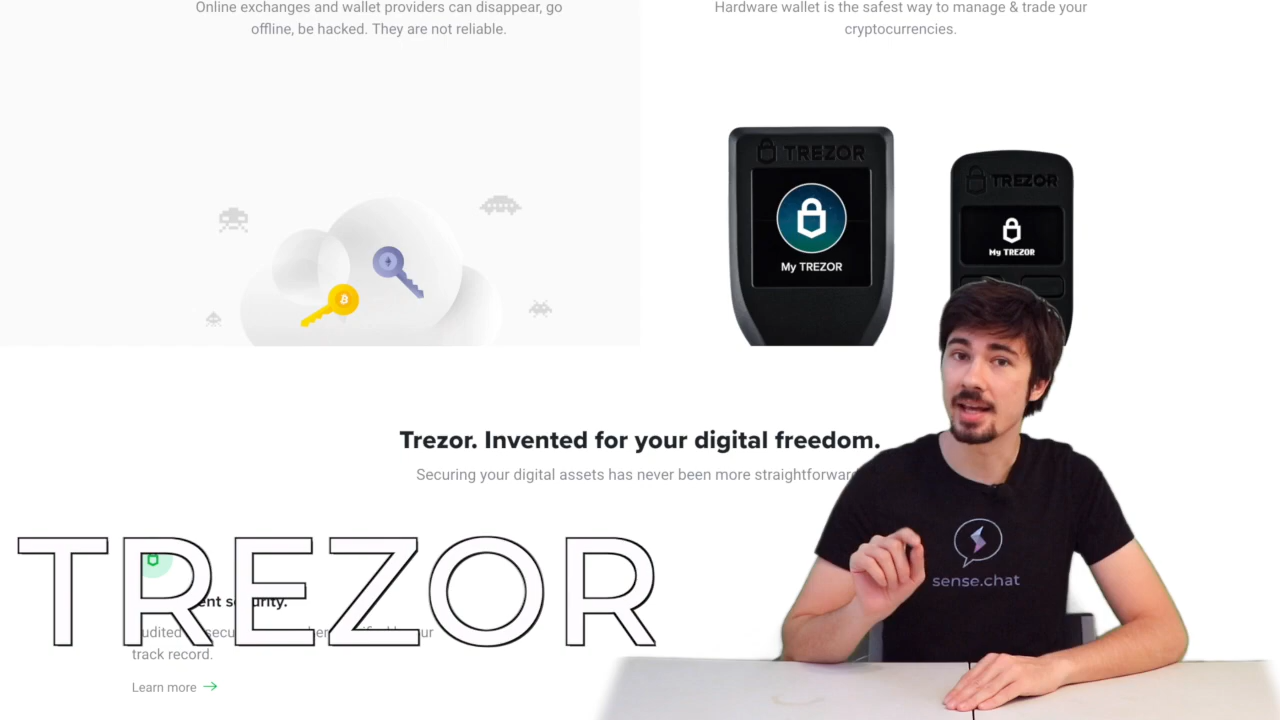 Online exchanges and wallet providers can disappear, go
offline, be hacked. They are not reliable.
Hardware wallet is the safest way to manage & trade your
cryptocurrencies.
TREZOR
My TREZOR
TREZOR
My TREZOR
Trezor. Invented for your digital freedom.
Securing your digital assets has never been more straightforward
sense.chat
TREZOR
track record.
Learn more →